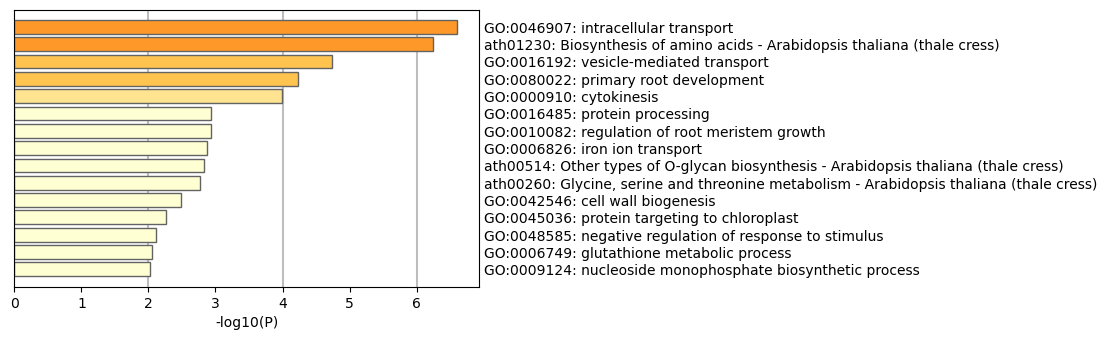 GO:0046907: intracellular transport
ath01230: Biosynthesis of amino acids - Arabidopsis thaliana (thale cress)
GO:0016192: vesicle-mediated transport
GO:0080022: primary root development
GO:0000910: cytokinesis
GO:0016485: protein processing
GO:0010082: regulation of root meristem growth
GO:0006826: iron ion transport
ath00514: Other types of O-glycan biosynthesis - Arabidopsis thaliana (thale cress)
ath00260: Glycine, serine and threonine metabolism - Arabidopsis thaliana (thale cress)
GO:0042546: cell wall biogenesis
GO:0045036: protein targeting to chloroplast
GO:0048585: negative regulation of response to stimulus
GO:0006749: glutathione metabolic process
GO:0009124: nucleoside monophosphate biosynthetic process
0 1 2 3 4 5 6
-log10(P)